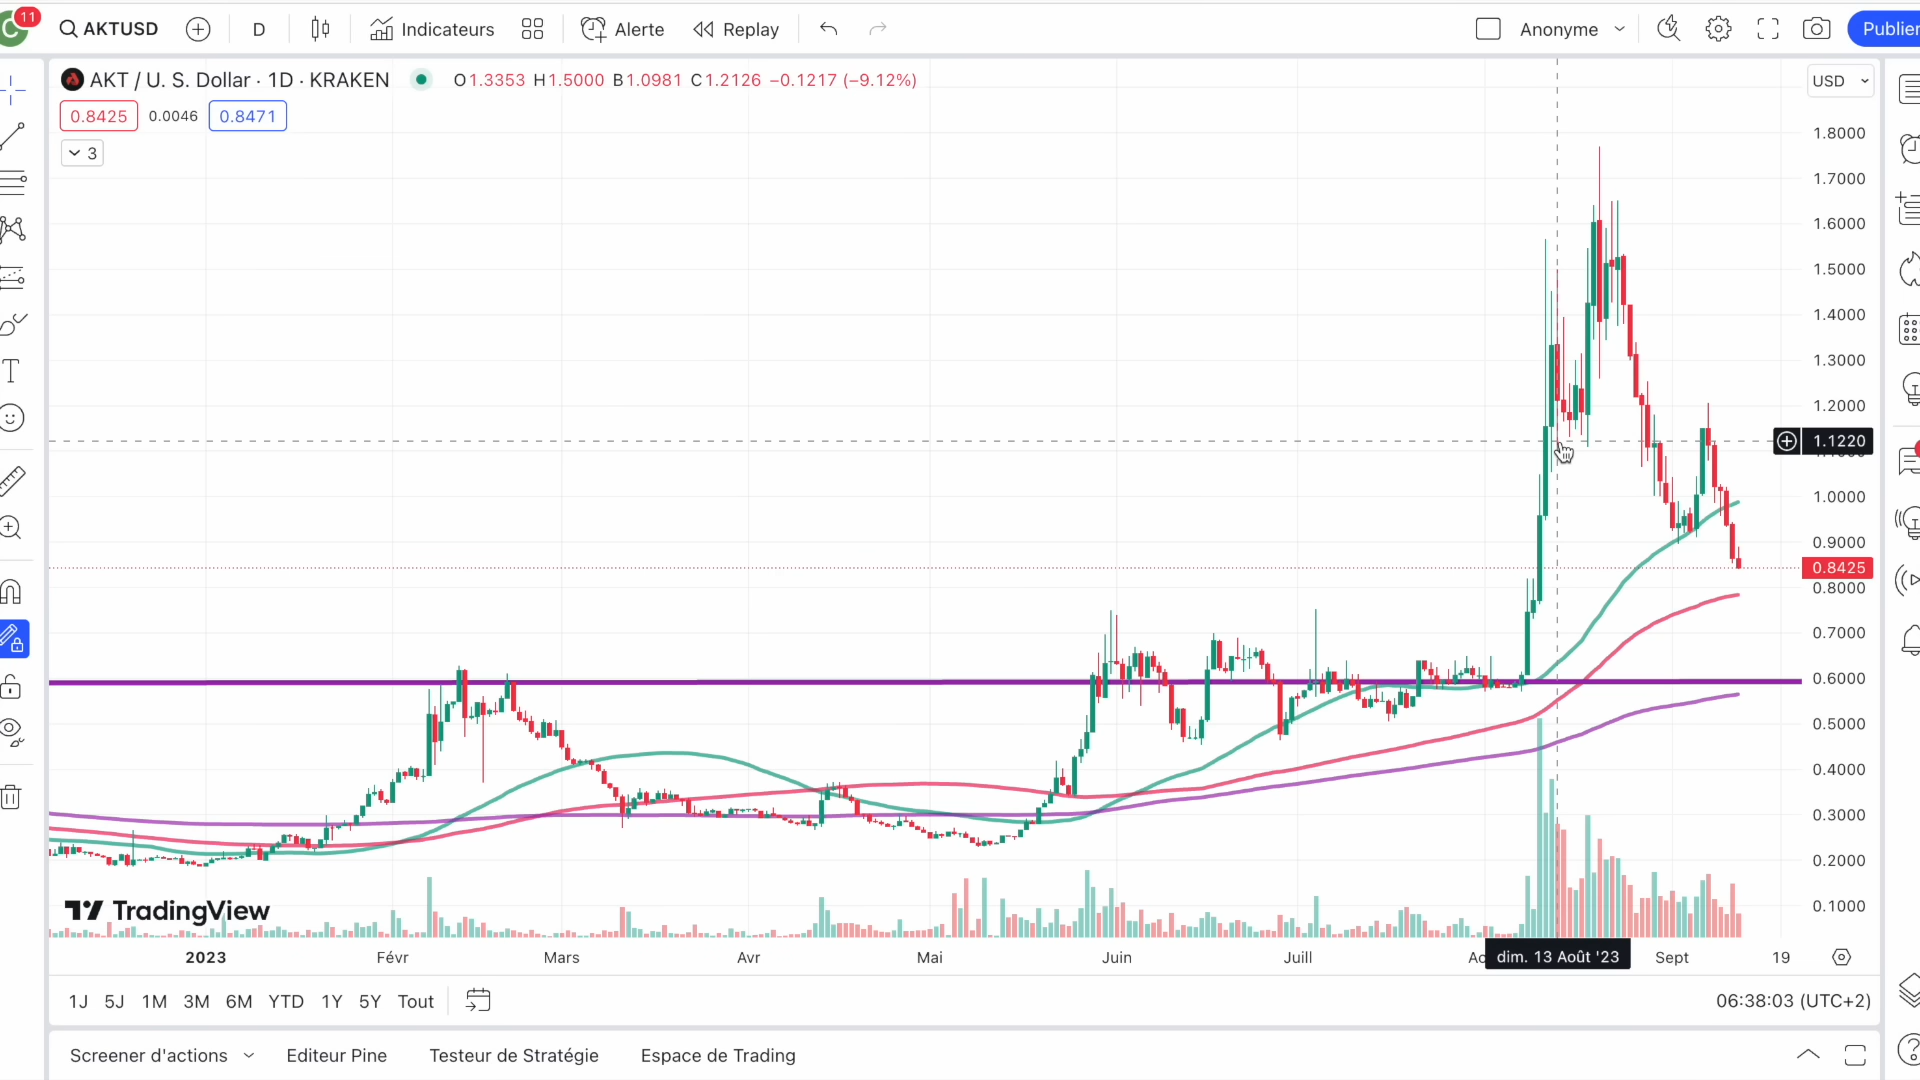 11
AKTUSD
D
Indicateurs
Alerte
Replay
Anonyme
Publier
AKT / U. S. Dollar · 1D · KRAKEN
O1.3353 H1.5000 B1.0981 C1.2126 −0.1217 (−9.12%)
USD
0.8425
0.0046
0.8471
3
1.8000
1.7000
1.6000
1.5000
1.4000
1.3000
1.2000
1.1220
1.0000
0.9000
0.8425
0.8000
0.7000
0.6000
0.5000
0.4000
0.3000
0.2000
0.1000
TradingView
2023
Févr
Mars
Avr
Mai
Juin
Juill
dim. 13 Août '23
Sept
19
1J 5J 1M 3M 6M YTD 1Y 5Y Tout
06:38:03 (UTC+2)
Screener d'actions
Editeur Pine
Testeur de Stratégie
Espace de Trading